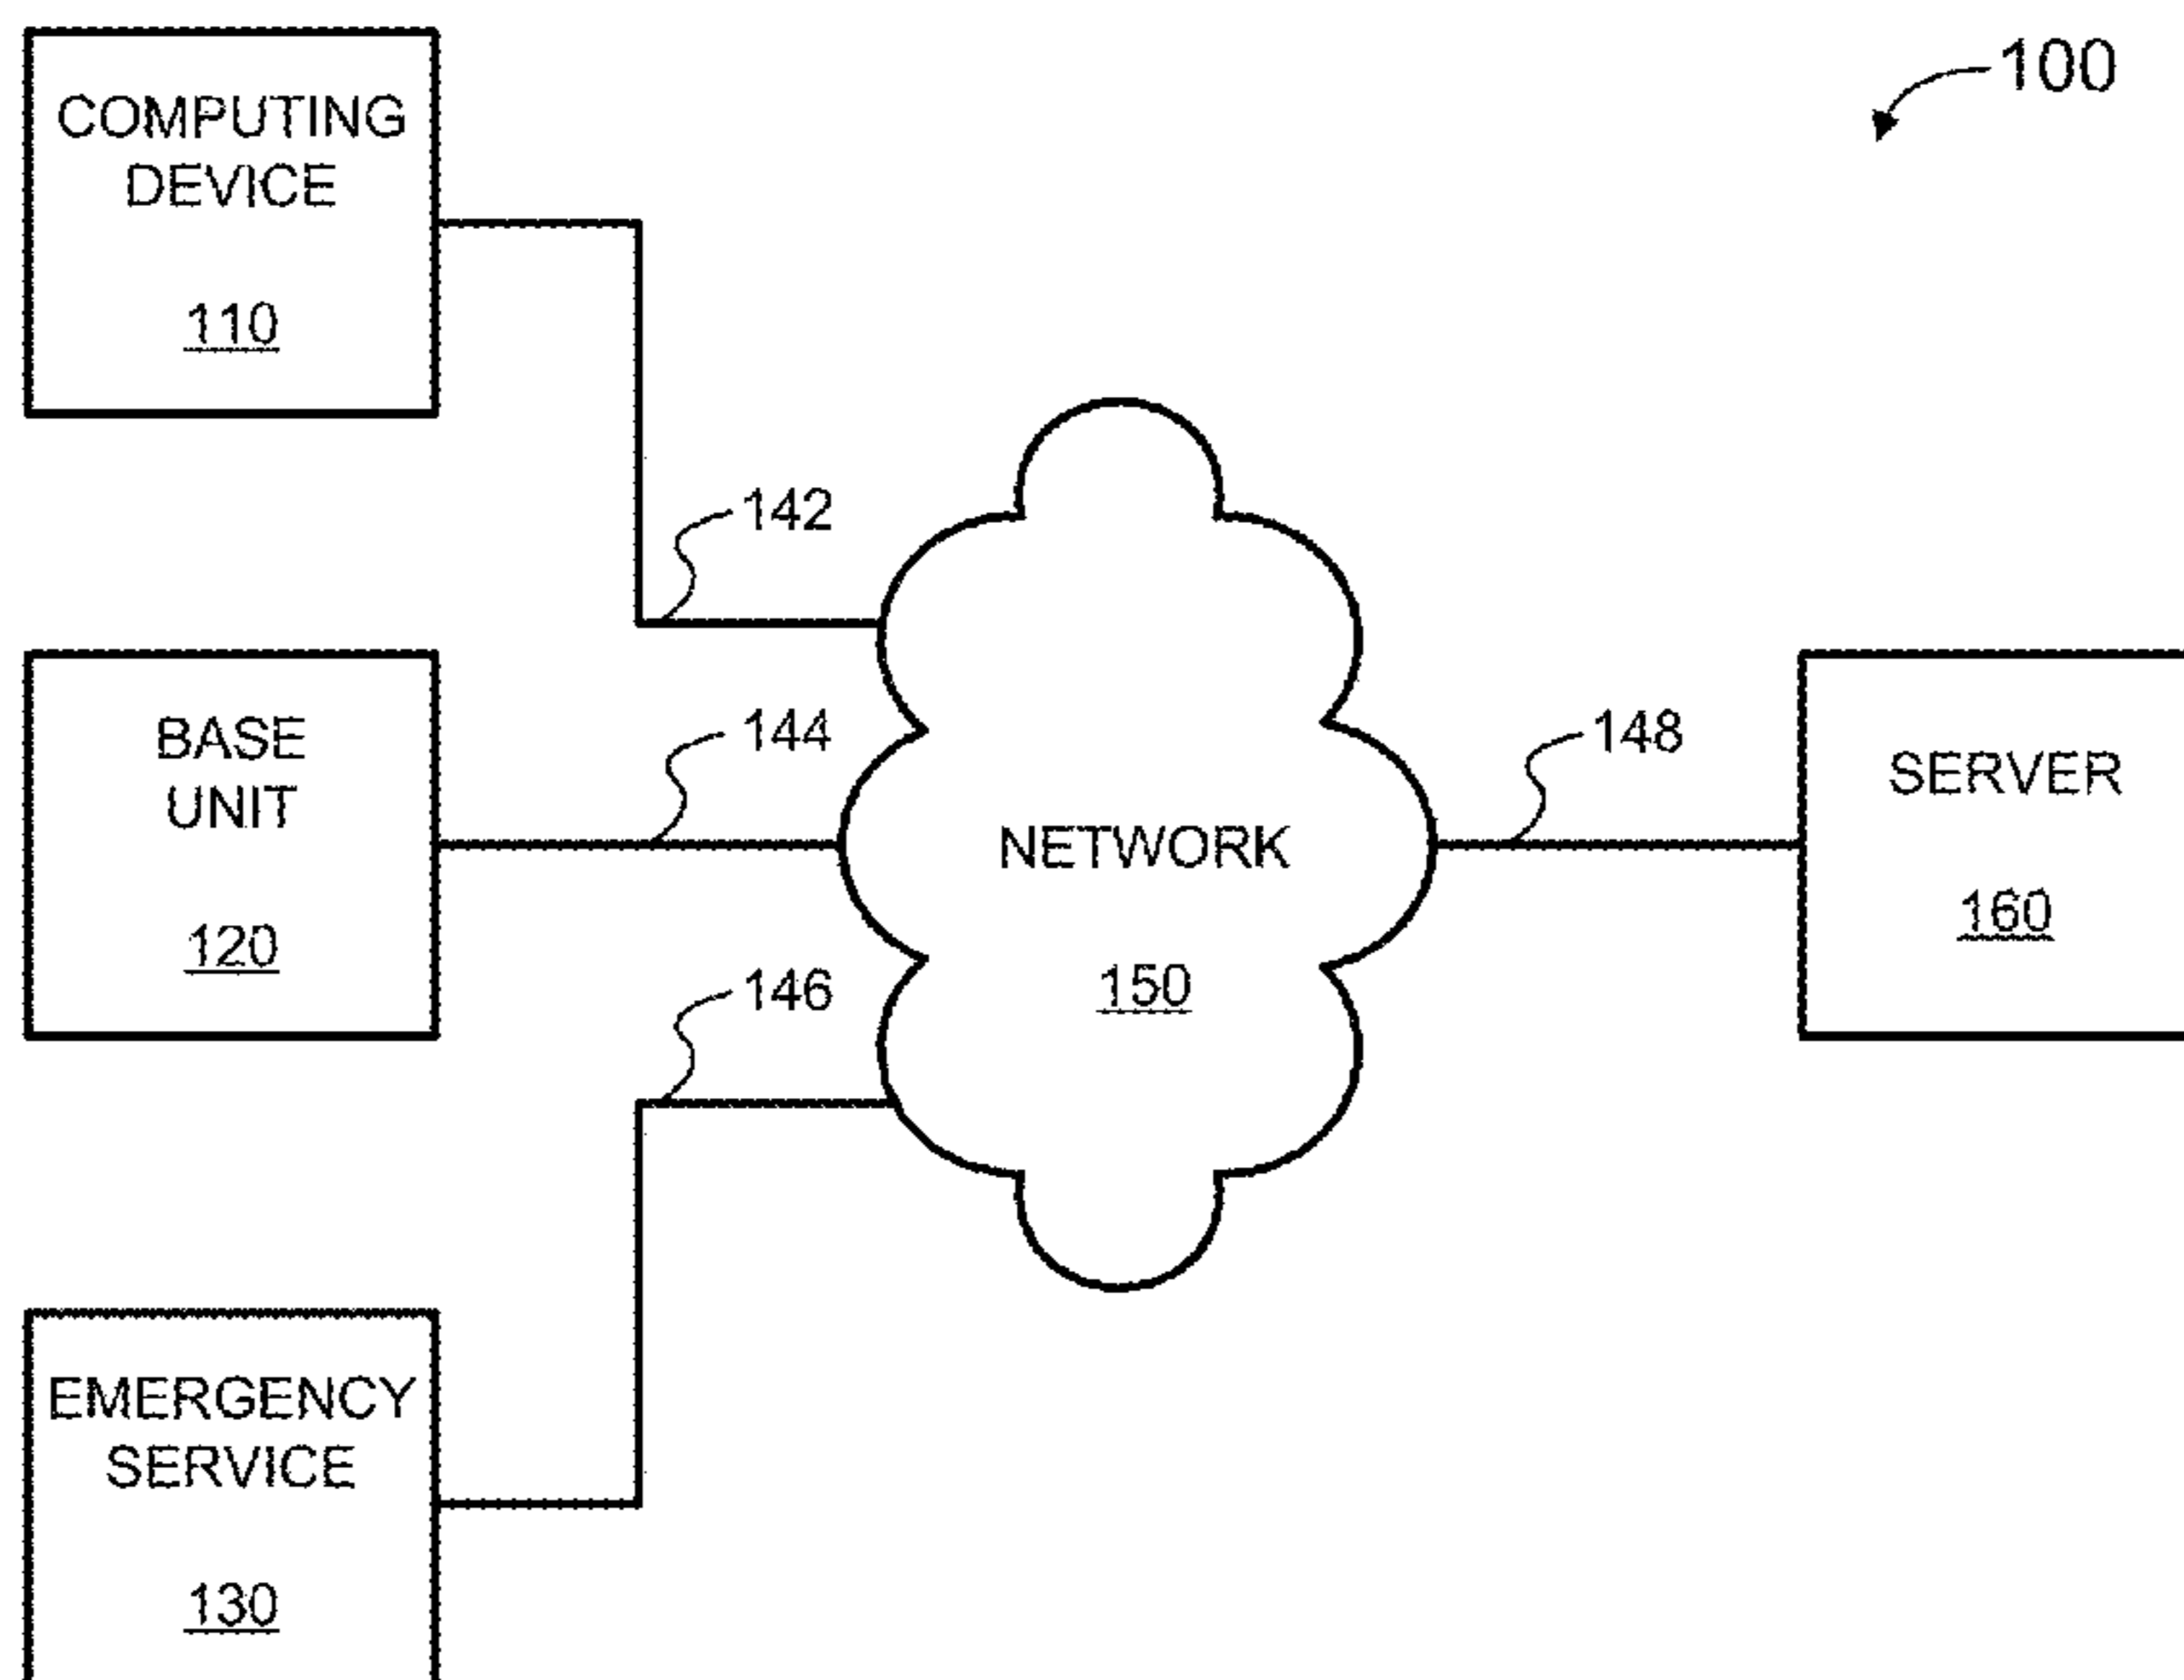 100
COMPUTING
DEVICE
110
142
BASE
UNIT
120
144
NETWORK
150
148
SERVER
160
146
EMERGENCY
SERVICE
130